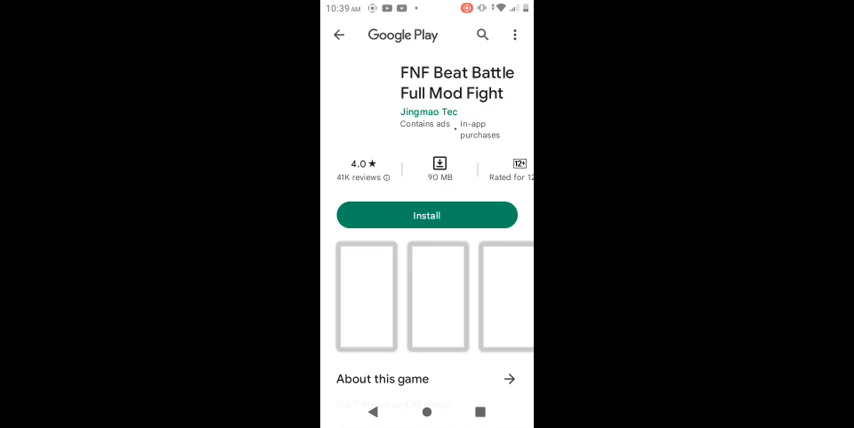 10:39 AM
Google Play
FNF Beat Battle
Full Mod Fight
Jingmao Tec
Contains ads • In-app
purchases
4.0 ★
12+
41K reviews
90 MB
Rated for 12
Install
About this game